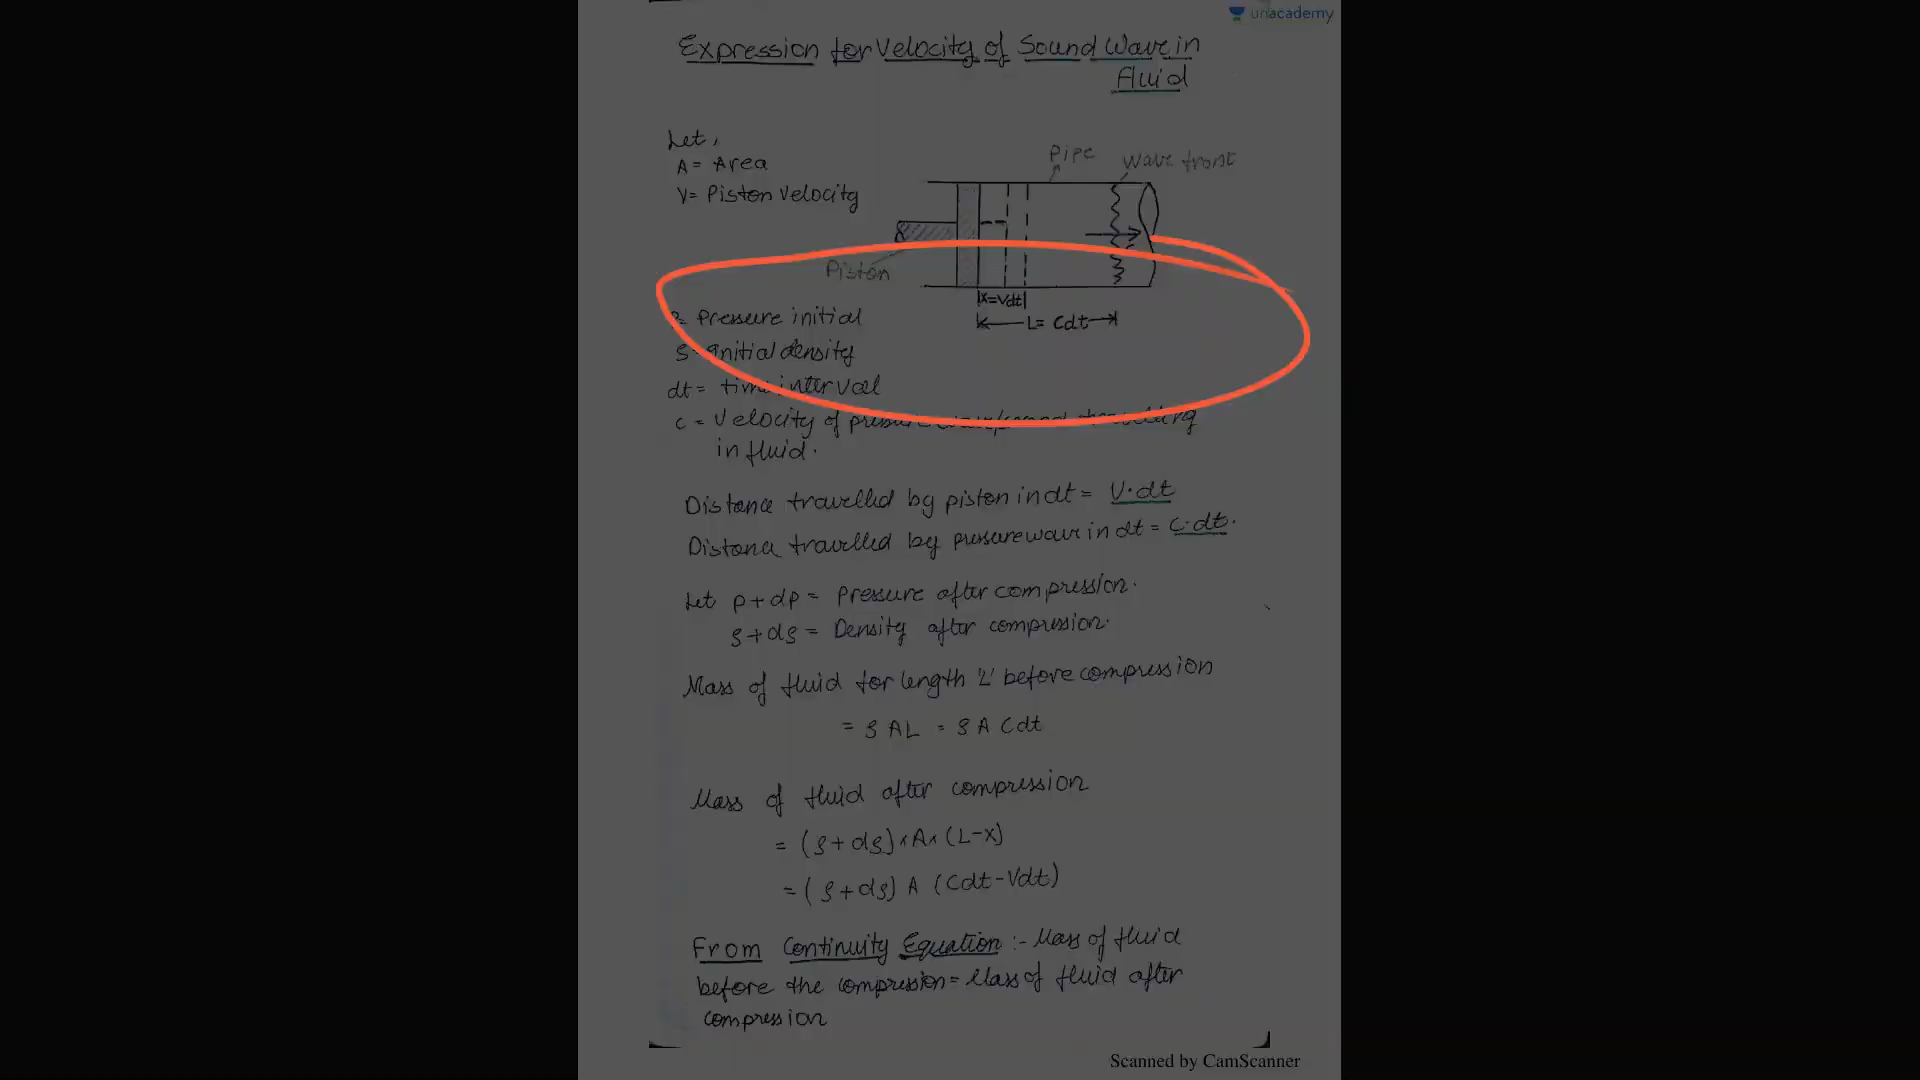 unacademy
Expression for Velocity of Sound Wave in
Fluid
Let,
A = Area
V = Piston Velocity
Pipe
Wave front
Piston
x=Vdt
L= Cdt
Pressure initial
initial density
dt = time interval
C = Velocity of pressure travelling
in fluid.
Distance travelled by piston in dt = V·dt
Distance travelled by pressure wave in dt = C·dt.
Let p+dp = Pressure after compression.
ρ+dρ = Density after compression.
Mass of fluid for length 'L' before compression
= ρ AL = ρ A Cdt
Mass of fluid after compression
= (ρ+dρ)×A×(L-x)
= (ρ+dρ) A (Cdt-Vdt)
From Continuity Equation :- Mass of fluid
before the compression = Mass of fluid after
compression
Scanned by CamScanner